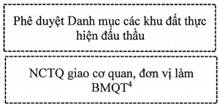 Phê duyệt Danh mục các khu đất thực
hiện đấu thầu
NCTQ giao cơ quan, đơn vị làm
BMQT⁴